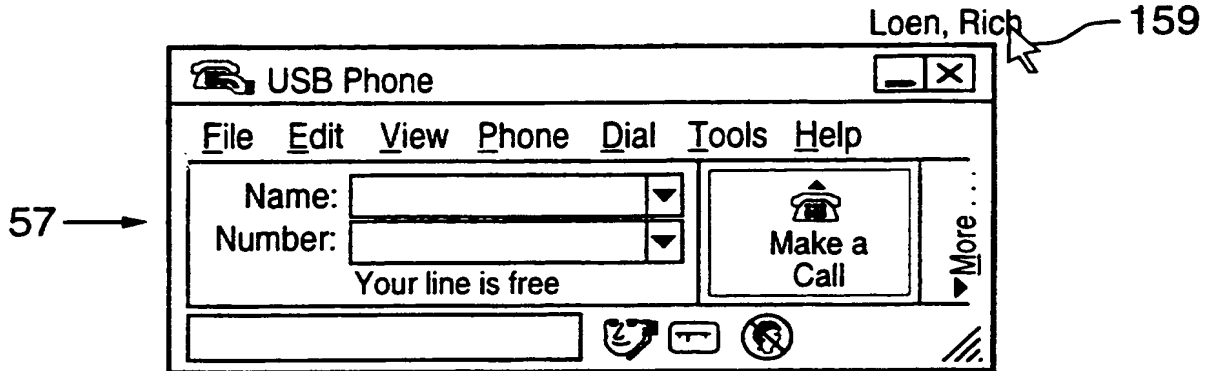 Loen, Rich 159
USB Phone
File Edit View Phone Dial Tools Help
Name:
Number:
Your line is free
Make a
Call
More . . .
57